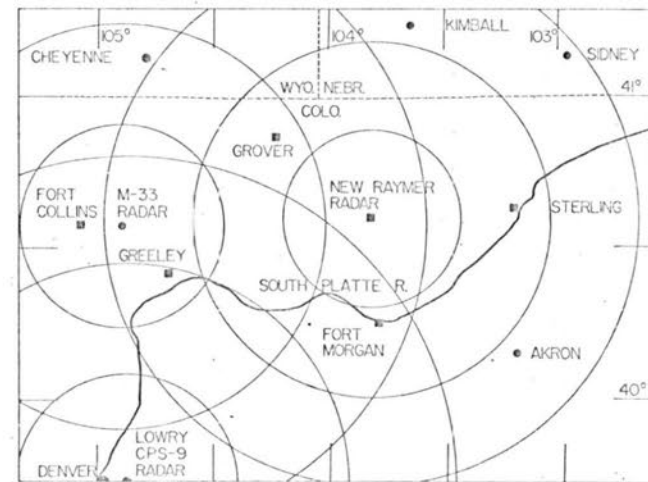 105°
104°
103°
KIMBALL
CHEYENNE
SIDNEY
WYO. NEBR.
41°
COLO.
GROVER
FORT
COLLINS
M-33
RADAR
NEW RAYMER
RADAR
STERLING
GREELEY
SOUTH PLATTE R.
FORT
MORGAN
AKRON
40°
LOWRY
CPS-9
RADAR
DENVER